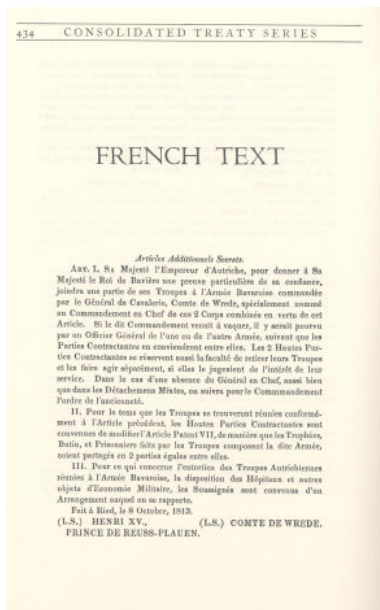 434 CONSOLIDATED TREATY SERIES
FRENCH TEXT
Articles Additionnels Secrets.
ART. I. Sa Majesté l'Empereur d'Autriche, pour donner à Sa
Majesté le Roi de Bavière une preuve particulière de sa confiance,
joindra une partie de ses Troupes à l'Armée Bavaroise commandée
par le Général de Cavalerie, Comte de Wrede, spécialement nommé
au Commandement en Chef de ces 2 Corps combinés en vertu de cet
Article. Si le dit Commandement venait à vaquer, il y serait pourvu
par un Officier Général de l'une ou de l'autre Armée, suivant que les
Parties Contractantes en conviendront entre elles. Les 2 Hautes Par-
ties Contractantes se réservent aussi la faculté de retirer leurs Troupes
et les faire agir séparément, si elles le jugeaient de l'intérêt de leur
service. Dans le cas d'une absence du Général en Chef, aussi bien
que dans les Détachemens Mixtes, on suivra pour le Commandement
l'ordre de l'ancienneté.
II. Pour le tems que les Troupes se trouveront réunies conformé-
ment à l'Article précédent, les Hautes Parties Contractantes sont
convenues de modifier l'Article Patent VII, de manière que les Trophées,
Butin, et Prisonniers faits par les Troupes composant la dite Armée,
soient partagés en 2 parties égales entre elles.
III. Pour ce qui concerne l'entretien des Troupes Autrichiennes
réunies à l'Armée Bavaroise, la disposition des Hôpitaux et autres
objets d'Economie Militaire, les Soussignés sont convenus d'un
Arrangement auquel on se rapporte.
Fait à Ried, le 8 Octobre, 1813.
(L.S.) HENRI XV., (L.S.) COMTE DE WREDE.
PRINCE DE REUSS-PLAUEN.